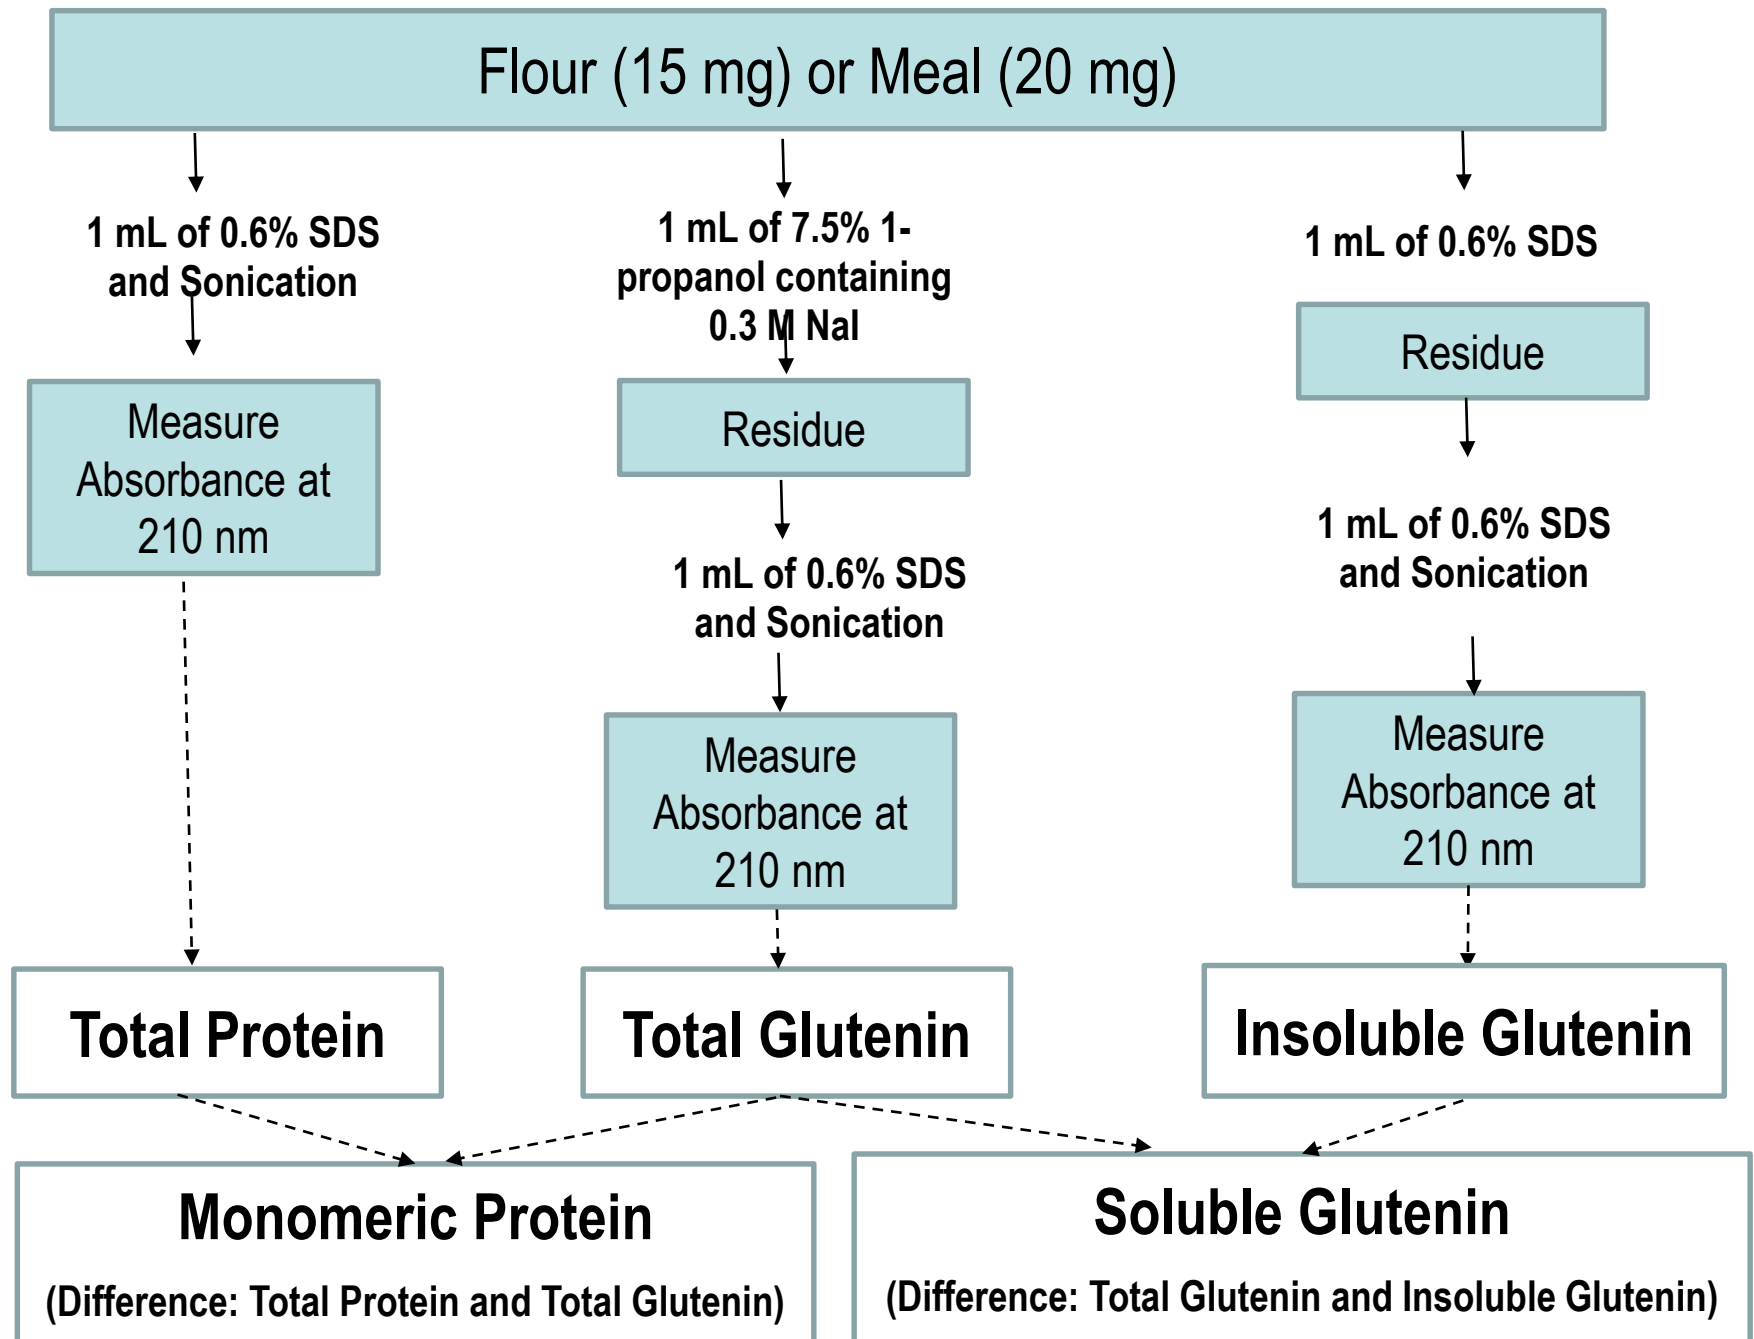 Flour (15 mg) or Meal (20 mg)
1 mL of 0.6% SDS
and Sonication
Measure
Absorbance at
210 nm
1 mL of 7.5% 1-
propanol containing
0.3 M NaI
Residue
1 mL of 0.6% SDS
and Sonication
Measure
Absorbance at
210 nm
1 mL of 0.6% SDS
Residue
1 mL of 0.6% SDS
and Sonication
Measure
Absorbance at
210 nm
Total Protein
Total Glutenin
Insoluble Glutenin
Monomeric Protein
(Difference: Total Protein and Total Glutenin)
Soluble Glutenin
(Difference: Total Glutenin and Insoluble Glutenin)